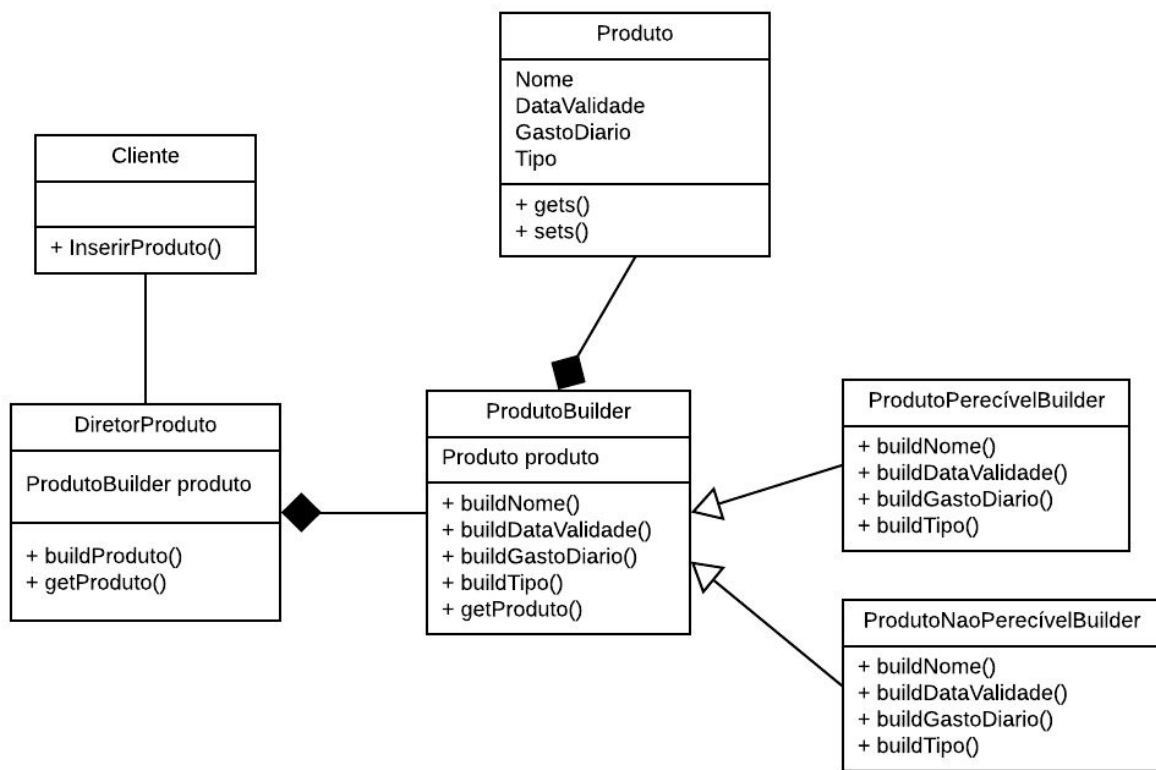 Produto
Nome
DataValidade
GastoDiario
Tipo
+ gets()
+ sets()
Cliente
+ InserirProduto()
DiretorProduto
ProdutoBuilder produto
+ buildProduto()
+ getProduto()
ProdutoBuilder
Produto produto
+ buildNome()
+ buildDataValidade()
+ buildGastoDiario()
+ buildTipo()
+ getProduto()
ProdutoPerecívelBuilder
+ buildNome()
+ buildDataValidade()
+ buildGastoDiario()
+ buildTipo()
ProdutoNaoPerecívelBuilder
+ buildNome()
+ buildDataValidade()
+ buildGastoDiario()
+ buildTipo()